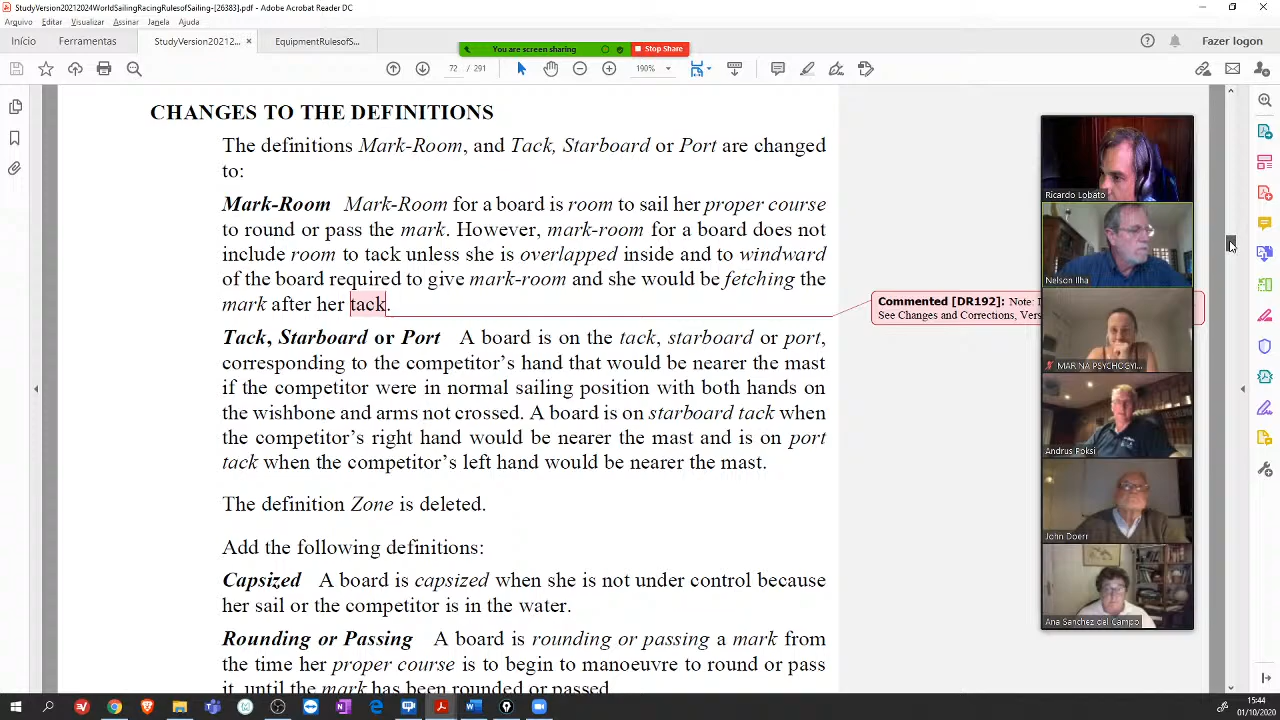 StudyVersion20212024WorldSailingRacingRulesofSailing-[26383].pdf - Adobe Acrobat Reader DC
Arquivo Editar Visualizar Assinar Janela Ajuda
Início Ferramentas StudyVersion20212... × EquipmentRulesofS... Fazer logon
You are screen sharing Stop Share
72 / 291 190%
CHANGES TO THE DEFINITIONS
The definitions Mark-Room, and Tack, Starboard or Port are changed
to:
Mark-Room Mark-Room for a board is room to sail her proper course
to round or pass the mark. However, mark-room for a board does not
include room to tack unless she is overlapped inside and to windward
of the board required to give mark-room and she would be fetching the
mark after her tack.
Commented [DR192]: Note:
See Changes and Corrections, Vers
Tack, Starboard or Port A board is on the tack, starboard or port,
corresponding to the competitor’s hand that would be nearer the mast
if the competitor were in normal sailing position with both hands on
the wishbone and arms not crossed. A board is on starboard tack when
the competitor’s right hand would be nearer the mast and is on port
tack when the competitor’s left hand would be nearer the mast.
The definition Zone is deleted.
Add the following definitions:
Capsized A board is capsized when she is not under control because
her sail or the competitor is in the water.
Rounding or Passing A board is rounding or passing a mark from
the time her proper course is to begin to manoeuvre to round or pass
it, until the mark has been rounded or passed.
Ricardo Lobato
Nelson Ilha
MARINA PSYCHOGYI...
Andrus Poksi
John Doerr
Ana Sanchez del Campo
15:44
01/10/2020